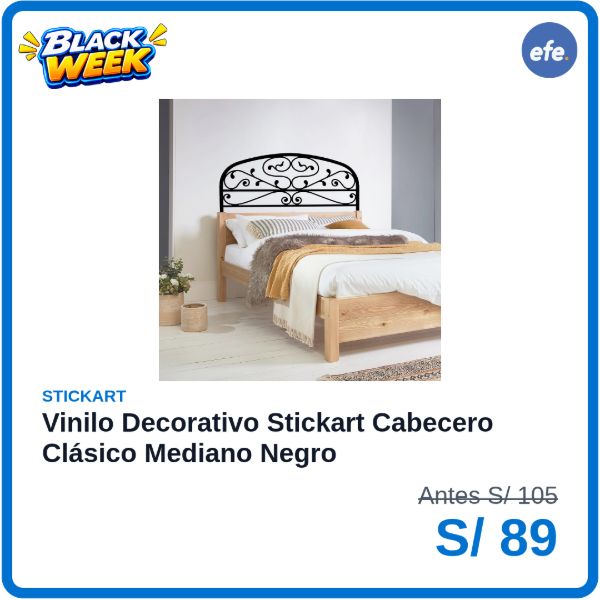 BLACK
WEEK
efe.
STICKART
Vinilo Decorativo Stickart Cabecero
Clásico Mediano Negro
Antes S/ 105
S/ 89